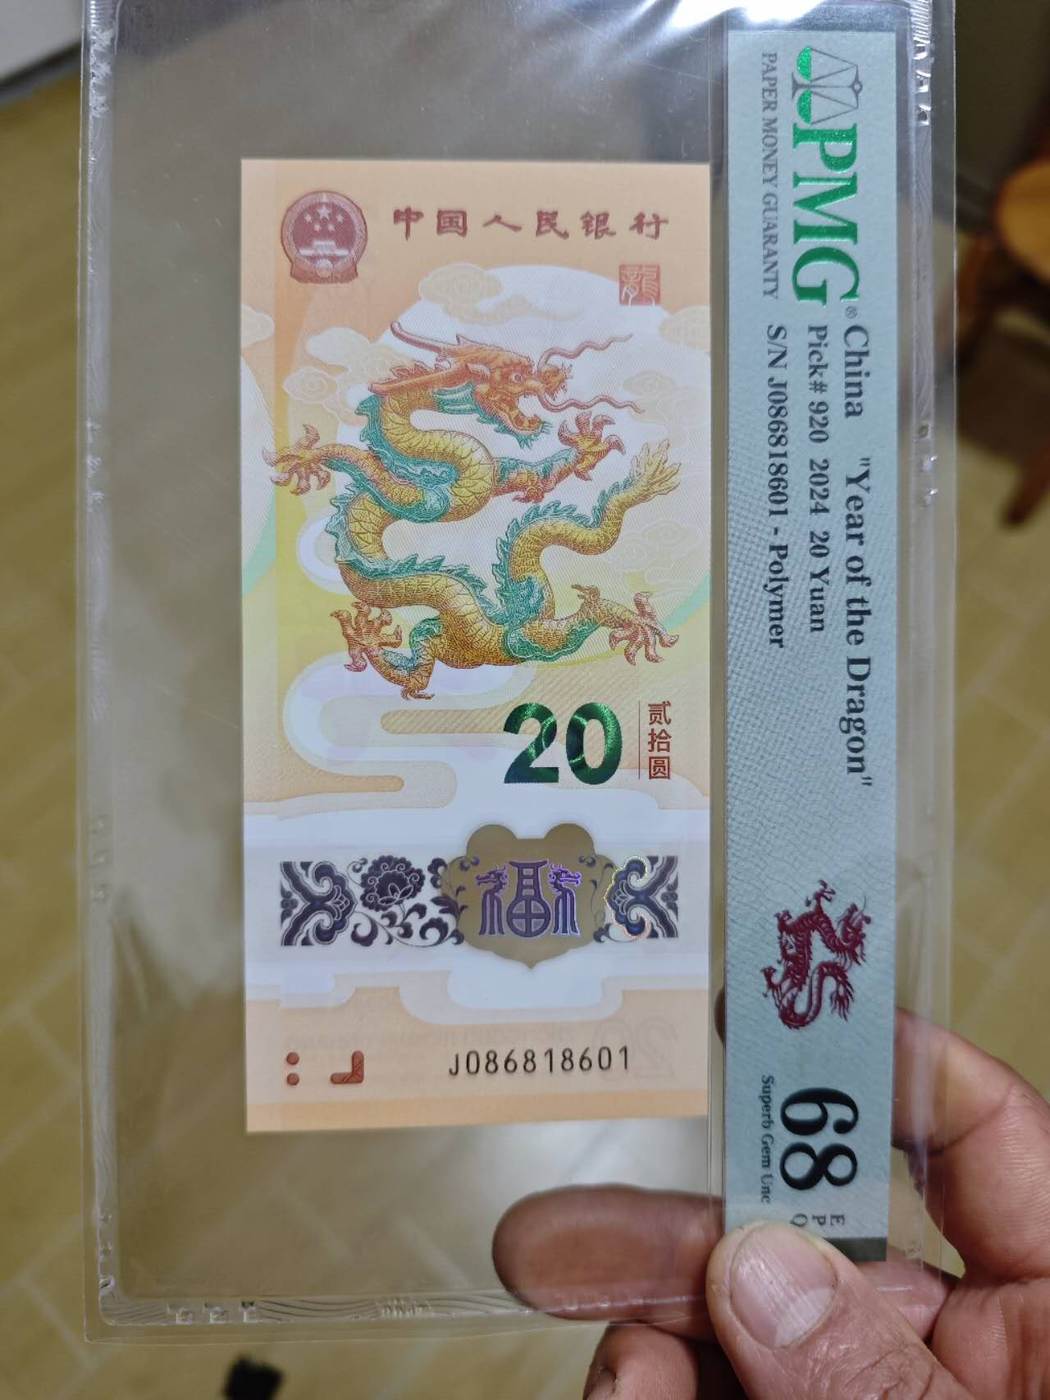 中国人民银行
龍
20
贰拾圆
福
J086818601
PMG®
PAPER MONEY GUARANTY
China "Year of the Dragon"
Pick# 920 2024 20 Yuan
S/N J086818601 - Polymer
68
Superb Gem Unc
E
P
Q